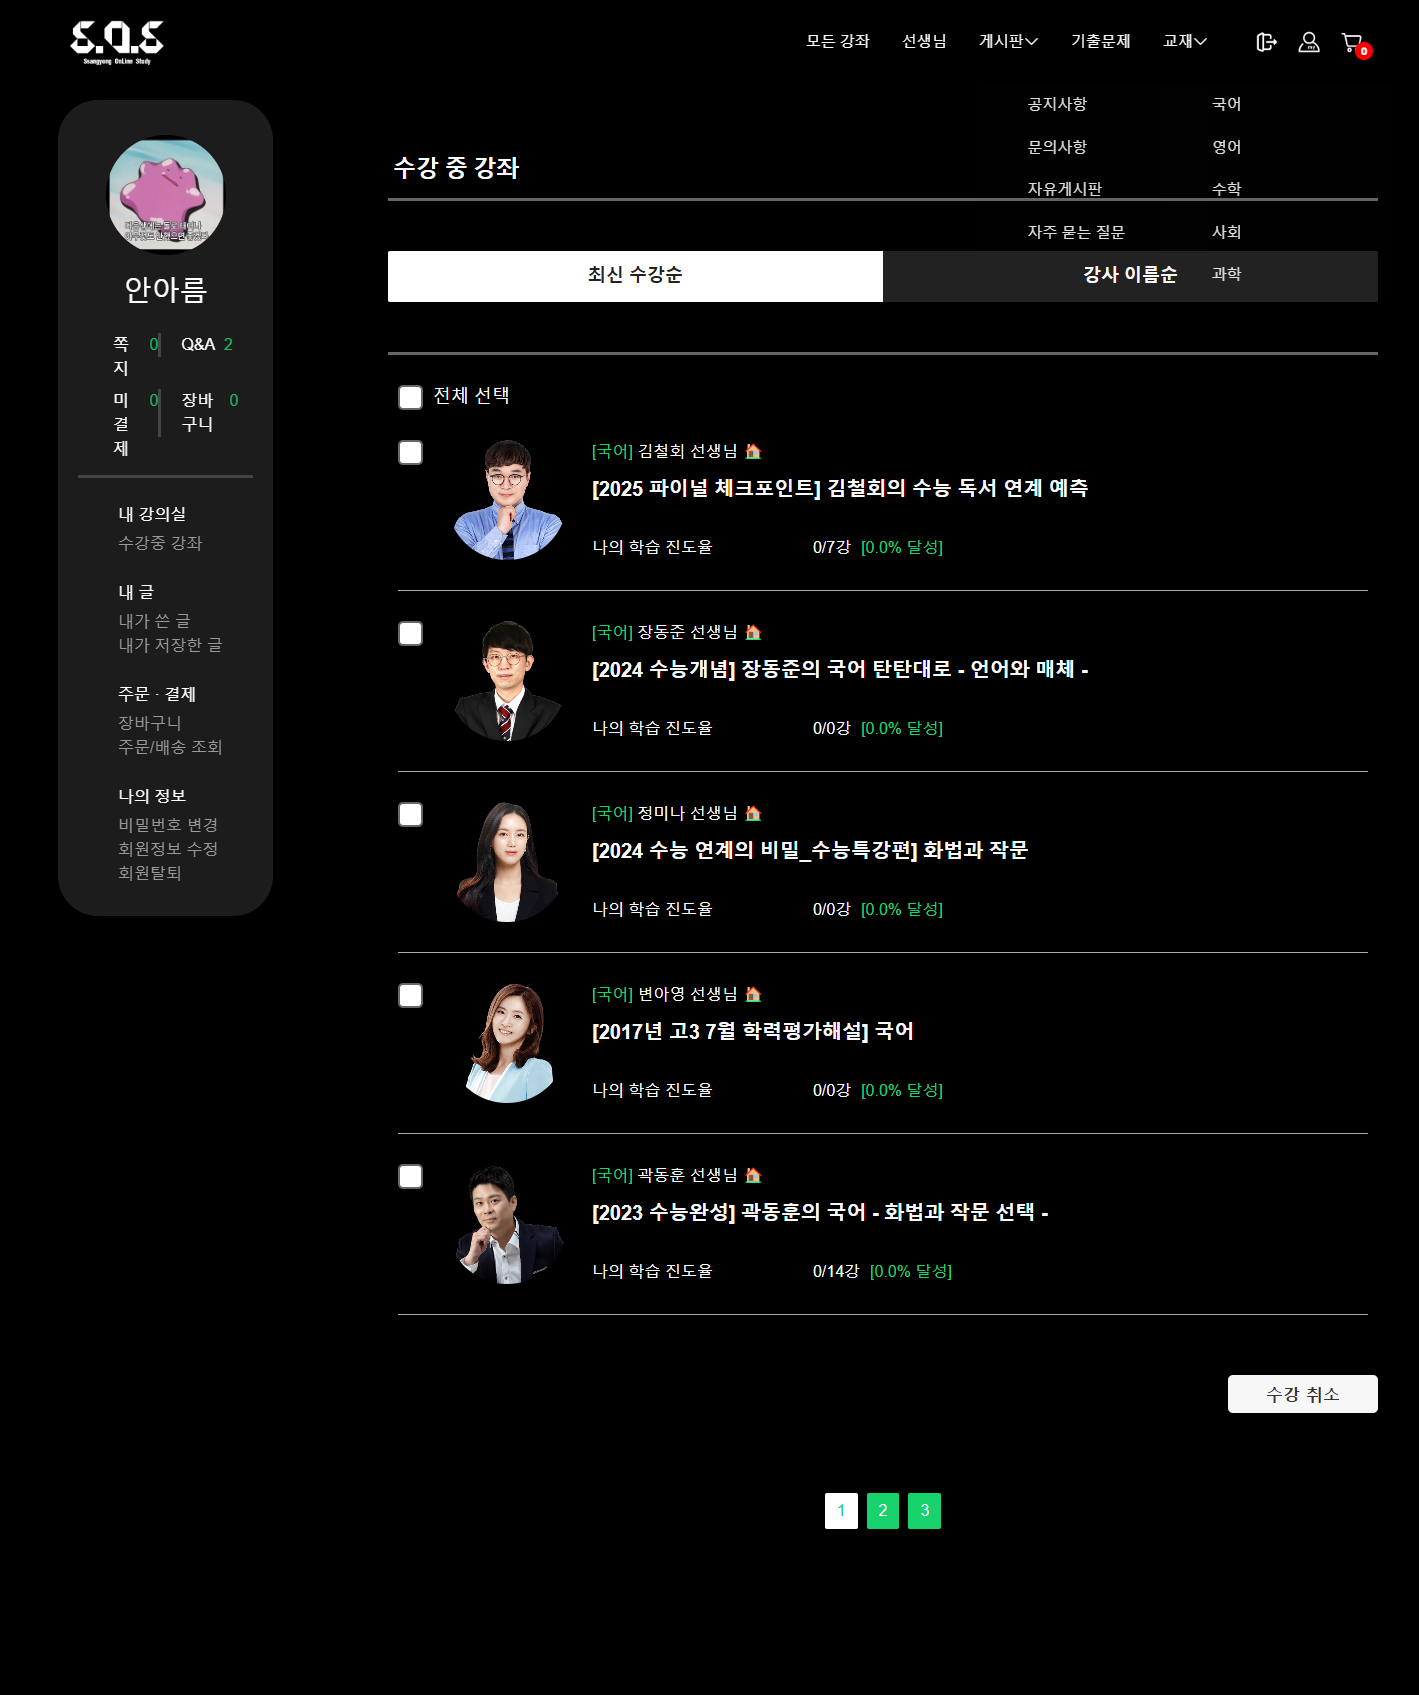 S.O.S
Ssangyong OnLine Study
모든 강좌
선생님
게시판
기출문제
교재
my
0
공지사항
문의사항
자유게시판
자주 묻는 질문
국어
영어
수학
사회
과학
안아름
쪽지 0
Q&A 2
미결제 0
장바구니 0
내 강의실
수강중 강좌
내 글
내가 쓴 글
내가 저장한 글
주문 · 결제
장바구니
주문/배송 조회
나의 정보
비밀번호 변경
회원정보 수정
회원탈퇴
수강 중 강좌
최신 수강순
강사 이름순
전체 선택
[국어] 김철회 선생님
[2025 파이널 체크포인트] 김철회의 수능 독서 연계 예측
나의 학습 진도율 0/7강 [0.0% 달성]
[국어] 장동준 선생님
[2024 수능개념] 장동준의 국어 탄탄대로 - 언어와 매체 -
나의 학습 진도율 0/0강 [0.0% 달성]
[국어] 정미나 선생님
[2024 수능 연계의 비밀_수능특강편] 화법과 작문
나의 학습 진도율 0/0강 [0.0% 달성]
[국어] 변아영 선생님
[2017년 고3 7월 학력평가해설] 국어
나의 학습 진도율 0/0강 [0.0% 달성]
[국어] 곽동훈 선생님
[2023 수능완성] 곽동훈의 국어 - 화법과 작문 선택 -
나의 학습 진도율 0/14강 [0.0% 달성]
수강 취소
1 2 3